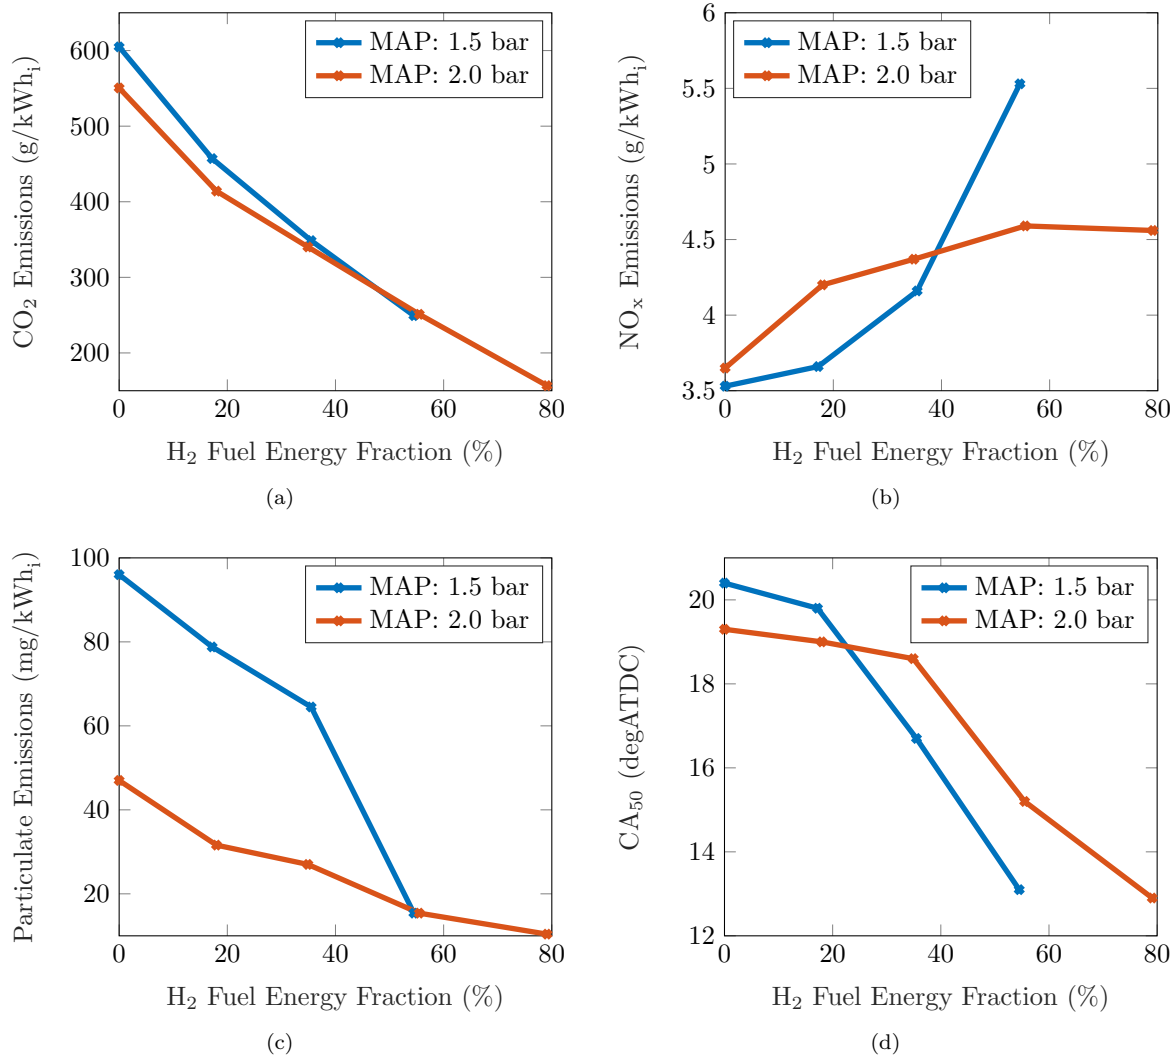 CO₂ Emissions (g/kWhᵢ)
600
500
400
300
200
0 20 40 60 80
H₂ Fuel Energy Fraction (%)
MAP: 1.5 bar
MAP: 2.0 bar
(a)
NOₓ Emissions (g/kWhᵢ)
6
5.5
5
4.5
4
3.5
0 20 40 60 80
H₂ Fuel Energy Fraction (%)
MAP: 1.5 bar
MAP: 2.0 bar
(b)
Particulate Emissions (mg/kWhᵢ)
100
80
60
40
20
0 20 40 60 80
H₂ Fuel Energy Fraction (%)
MAP: 1.5 bar
MAP: 2.0 bar
(c)
CA₅₀ (degATDC)
20
18
16
14
12
0 20 40 60 80
H₂ Fuel Energy Fraction (%)
MAP: 1.5 bar
MAP: 2.0 bar
(d)